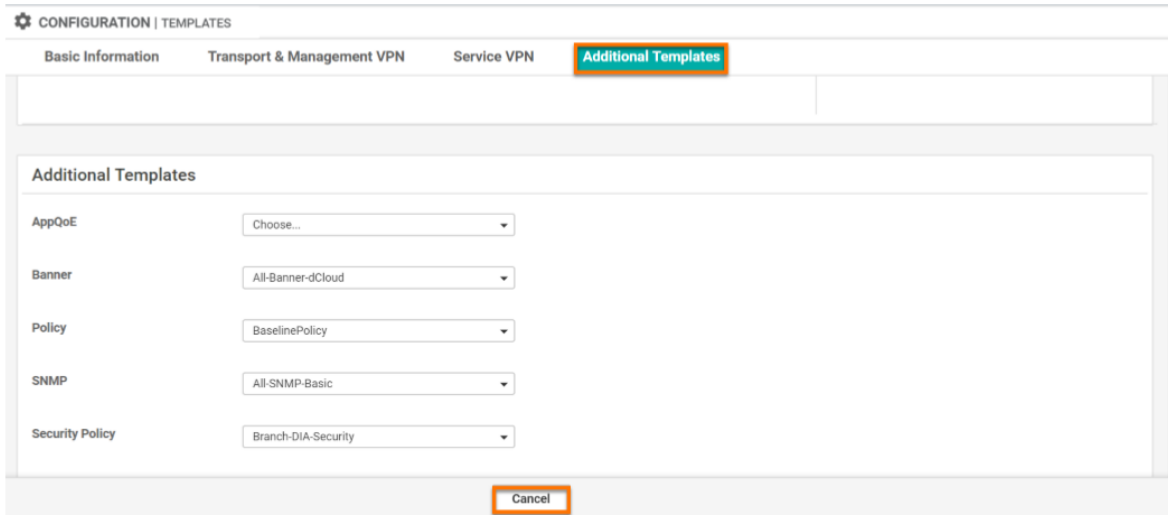 CONFIGURATION | TEMPLATES
Basic Information Transport & Management VPN Service VPN Additional Templates
Additional Templates
AppQoE Choose...
Banner All-Banner-dCloud
Policy BaselinePolicy
SNMP All-SNMP-Basic
Security Policy Branch-DIA-Security
Cancel